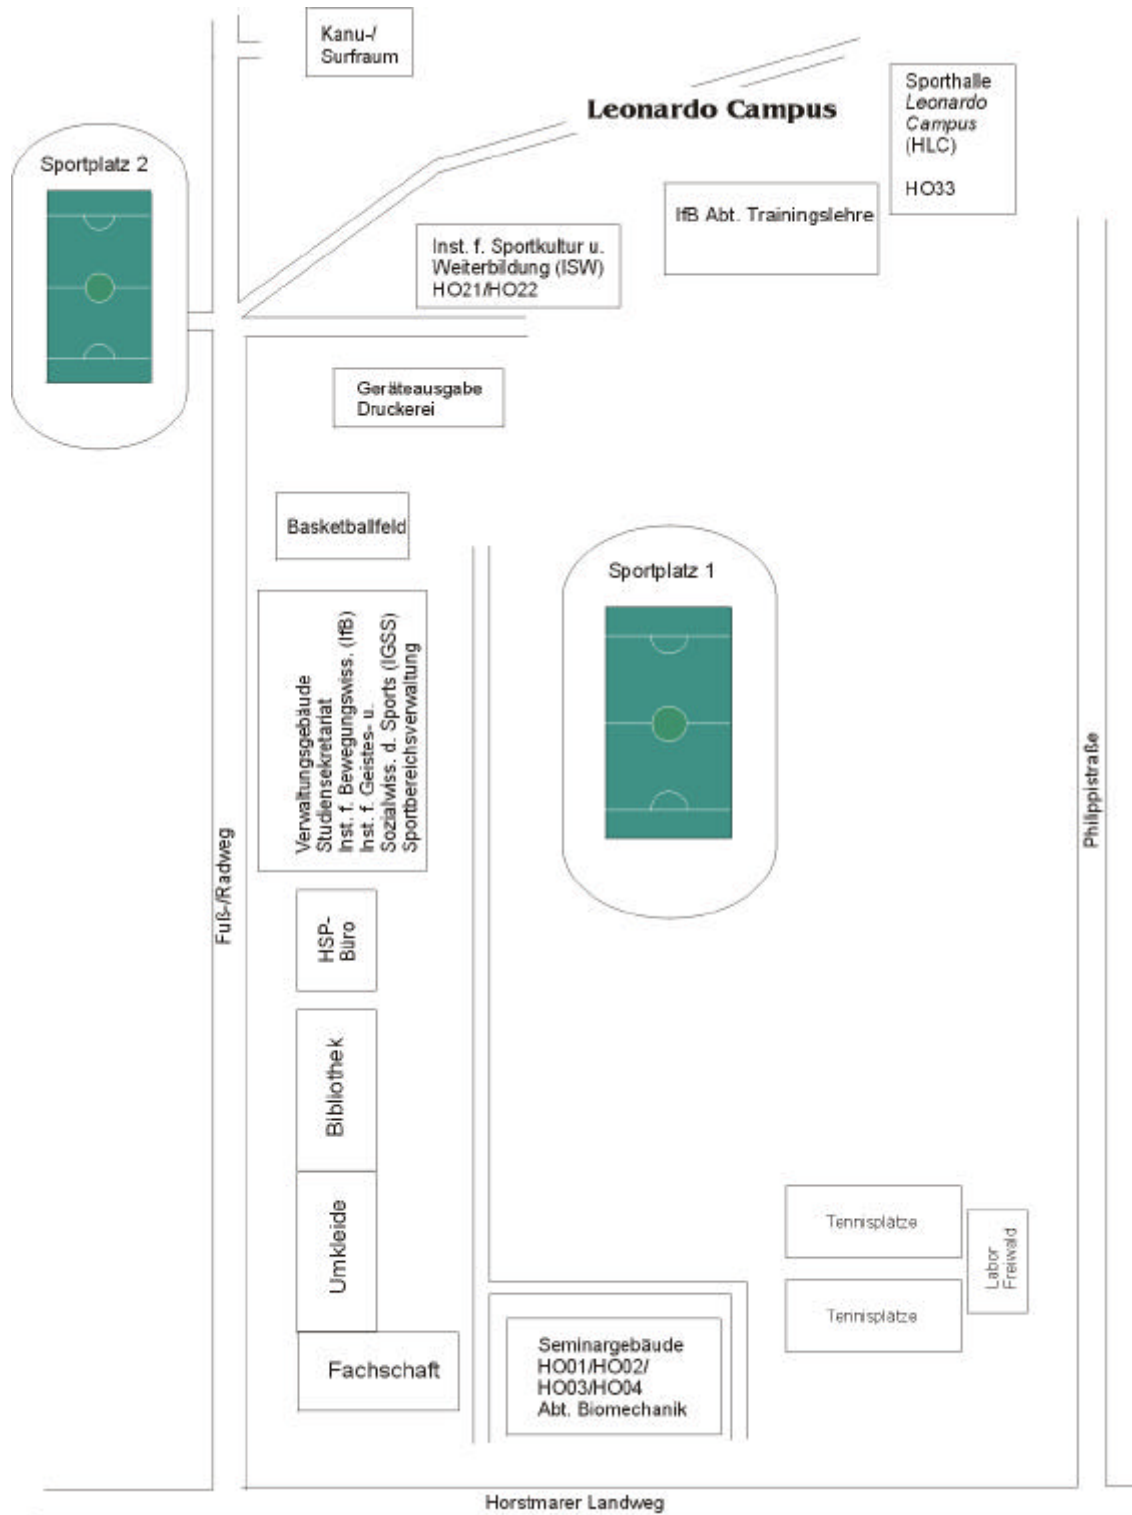 Kanu-/
Surfraum
Leonardo Campus
Sporthalle
Leonardo
Campus
(HLC)
HO33
Sportplatz 2
IfB Abt. Trainingslehre
Inst. f. Sportkultur u.
Weiterbildung (ISW)
HO21/HO22
Geräteausgabe
Druckerei
Basketballfeld
Sportplatz 1
Verwaltungsgebäude
Studiensekretariat
Inst. f. Bewegungswiss. (IfB)
Inst. f. Geistes- u.
Sozialwiss. d. Sports (IGSS)
Sportbereichsverwaltung
Philippistraße
Fuß-/Radweg
HSP-
Büro
Bibliothek
Umkleide
Tennisplätze
Labor
Freiwald
Tennisplätze
Fachschaft
Seminargebäude
HO01/HO02/
HO03/HO04
Abt. Biomechanik
Horstmarer Landweg